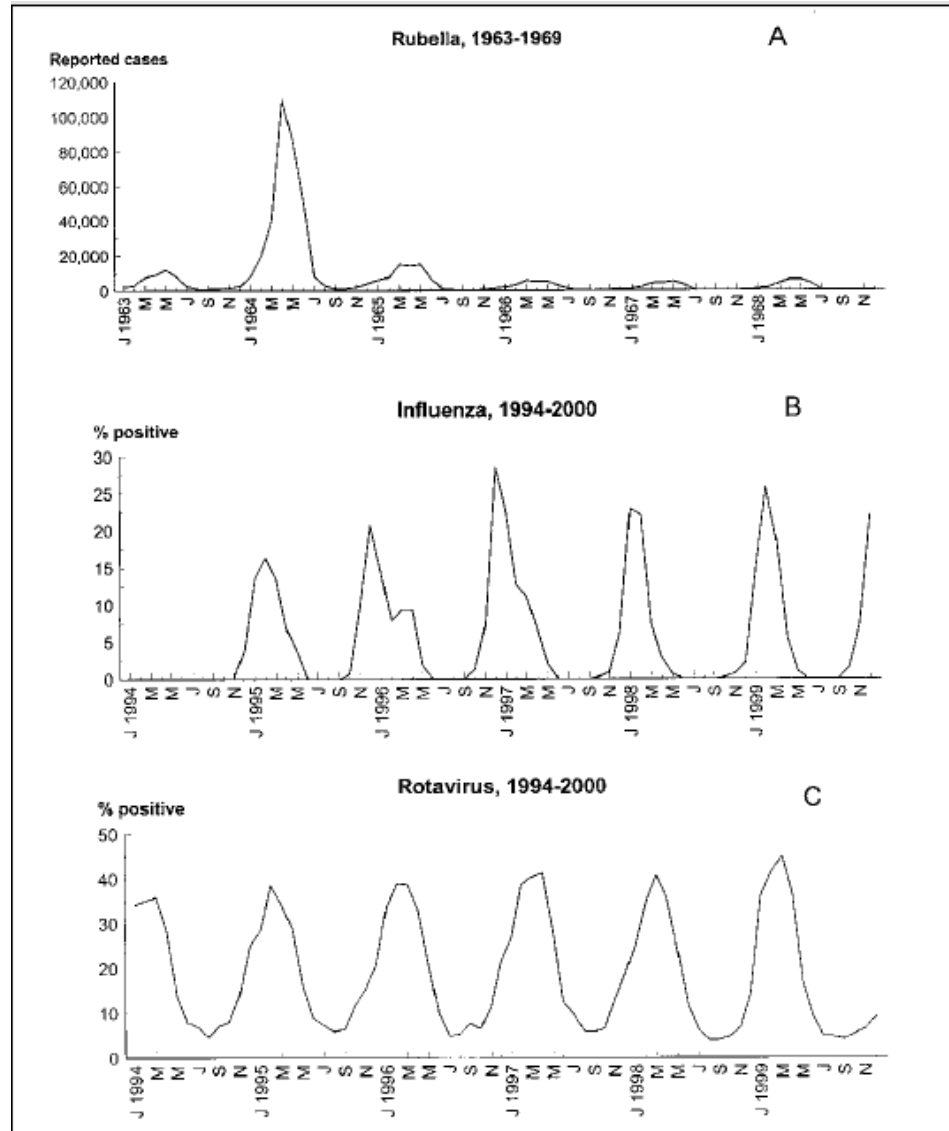 Rubella, 1963-1969
A
Reported cases
120,000
100,000
80,000
60,000
40,000
20,000
0
J 1963 M M J S N J 1964 M M J S N J 1965 M M J S N J 1966 M M J S N J 1967 M M J S N J 1968 M M J S N
Influenza, 1994-2000
B
% positive
30
25
20
15
10
5
0
J 1994 M M J S N J 1995 M M J S N J 1996 M M J S N J 1997 M M J S N J 1998 M M J S N J 1999 M M J S N
Rotavirus, 1994-2000
C
% positive
50
40
30
20
10
0
J 1994 M M J S N J 1995 M M J S N J 1996 M M J S N J 1997 M M J S N J 1998 M M J S N J 1999 M M J S N